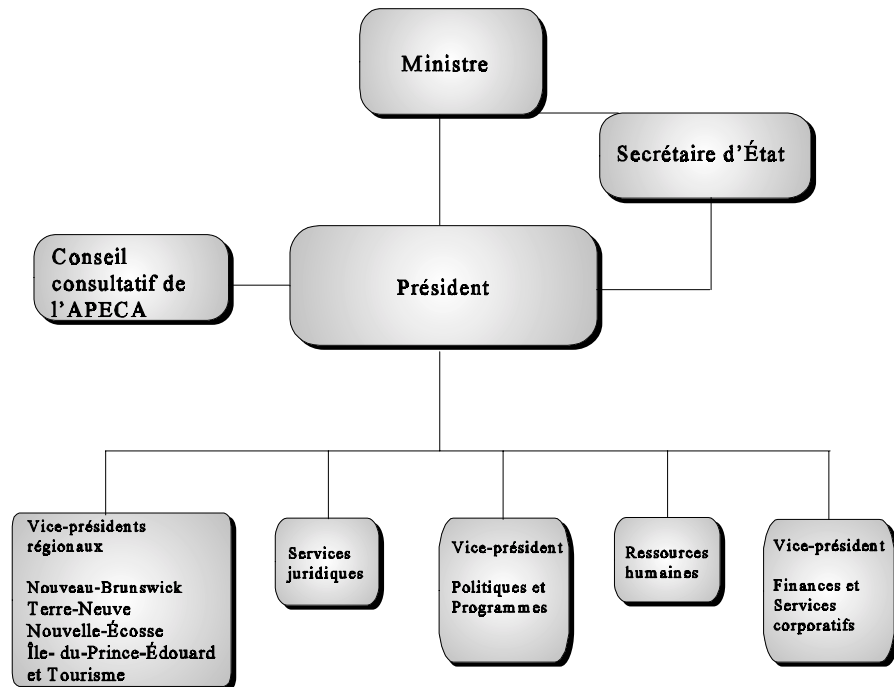 Ministre
Secrétaire d'État
Conseil
consultatif de
l'APECA
Président
Vice-présidents
régionaux
Nouveau-Brunswick
Terre-Neuve
Nouvelle-Écosse
Île- du-Prince-Édouard
et Tourisme
Services
juridiques
Vice-président
Politiques et
Programmes
Ressources
humaines
Vice-président
Finances et
Services
corporatifs